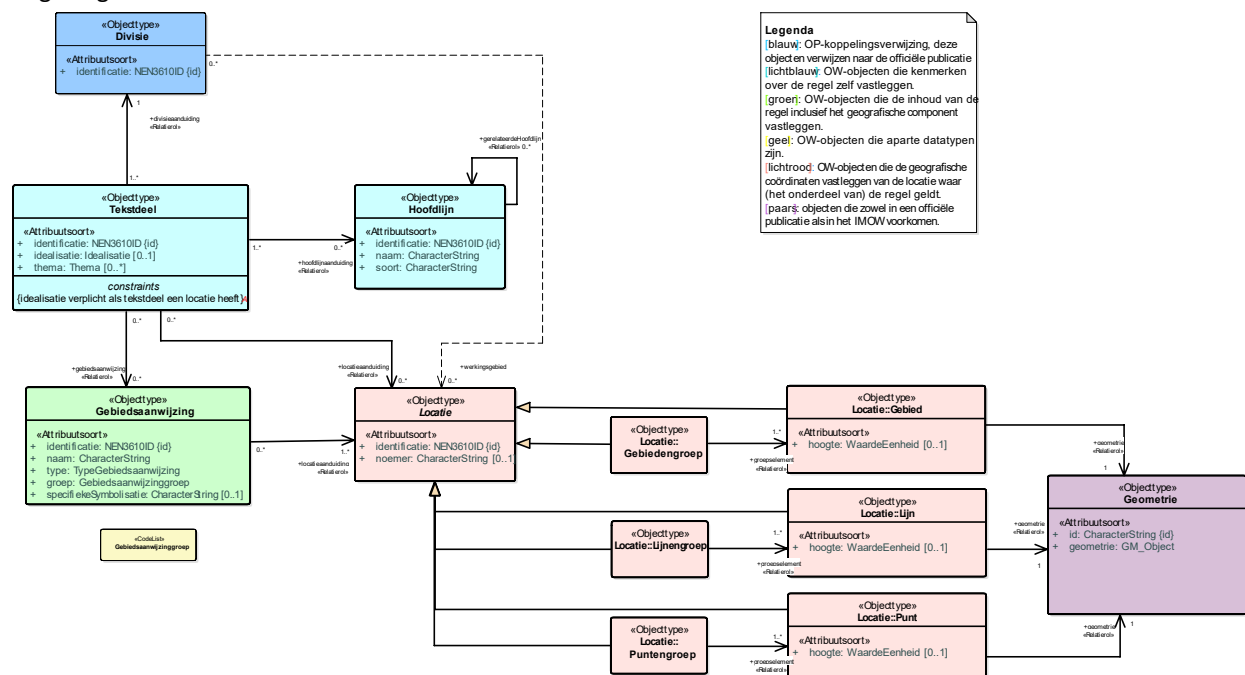 «Objecttype»
Divisie
«Attribuutsoort»
+ identificatie: NEN3610ID {id}
0..*
1
+divisieaanduiding
«Relatierol»
1..*
«Objecttype»
Tekstdeel
«Attribuutsoort»
+ identificatie: NEN3610ID {id}
+ idealisatie: Idealisatie [0..1]
+ thema: Thema [0..*]
constraints
{idealisatie verplicht als tekstdeel een locatie heeft}
1..*
0..*
+hoofdlijnaanduiding
«Relatierol»
+gerelateerdeHoofdlijn
«Relatierol» 0..*
«Objecttype»
Hoofdlijn
«Attribuutsoort»
+ identificatie: NEN3610ID {id}
+ naam: CharacterString
+ soort: CharacterString
Legenda
[blauw]: OP-koppelingsverwijzing, deze
objecten verwijzen naar de officiële publicatie
[lichtblauw]: OW-objecten die kenmerken
over de regel zelf vastleggen.
[groen]: OW-objecten die de inhoud van de
regel inclusief het geografische component
vastleggen.
[geel]: OW-objecten die aparte datatypen
zijn.
[lichtrood]: OW-objecten die de geografische
coördinaten vastleggen van de locatie waar
(het onderdeel van) de regel geldt.
[paars]: objecten die zowel in een officiële
publicatie als in het IMOW voorkomen.
0..*
0..*
+gebiedsaanwijzing
«Relatierol»
0..*
+locatieaanduiding
«Relatierol»
0..*
+werkingsgebied
0..*
«Objecttype»
Gebiedsaanwijzing
«Attribuutsoort»
+ identificatie: NEN3610ID {id}
+ naam: CharacterString
+ type: TypeGebiedsaanwijzing
+ groep: Gebiedsaanwijzinggroep
+ specifiekeSymbolisatie: CharacterString [0..1]
0..*
1..*
+locatieaanduiding
«Relatierol»
«Objecttype»
Locatie
«Attribuutsoort»
+ identificatie: NEN3610ID {id}
+ noemer: CharacterString [0..1]
«CodeList»
Gebiedsaanwijzinggroep
«Objecttype»
Locatie::
Gebiedengroep
1..*
+groepselement
«Relatierol»
«Objecttype»
Locatie::Gebied
«Attribuutsoort»
+ hoogte: WaardeEenheid [0..1]
+geometrie
«Relatierol»
1
«Objecttype»
Locatie::Lijnengroep
1..*
+groepselement
«Relatierol»
«Objecttype»
Locatie::Lijn
«Attribuutsoort»
+ hoogte: WaardeEenheid [0..1]
+geometrie
«Relatierol»
1
«Objecttype»
Geometrie
«Attribuutsoort»
+ id: CharacterString {id}
+ geometrie: GM_Object
«Objecttype»
Locatie::
Puntengroep
1..*
+groepselement
«Relatierol»
«Objecttype»
Locatie::Punt
«Attribuutsoort»
+ hoogte: WaardeEenheid [0..1]
+geometrie
«Relatierol»
1